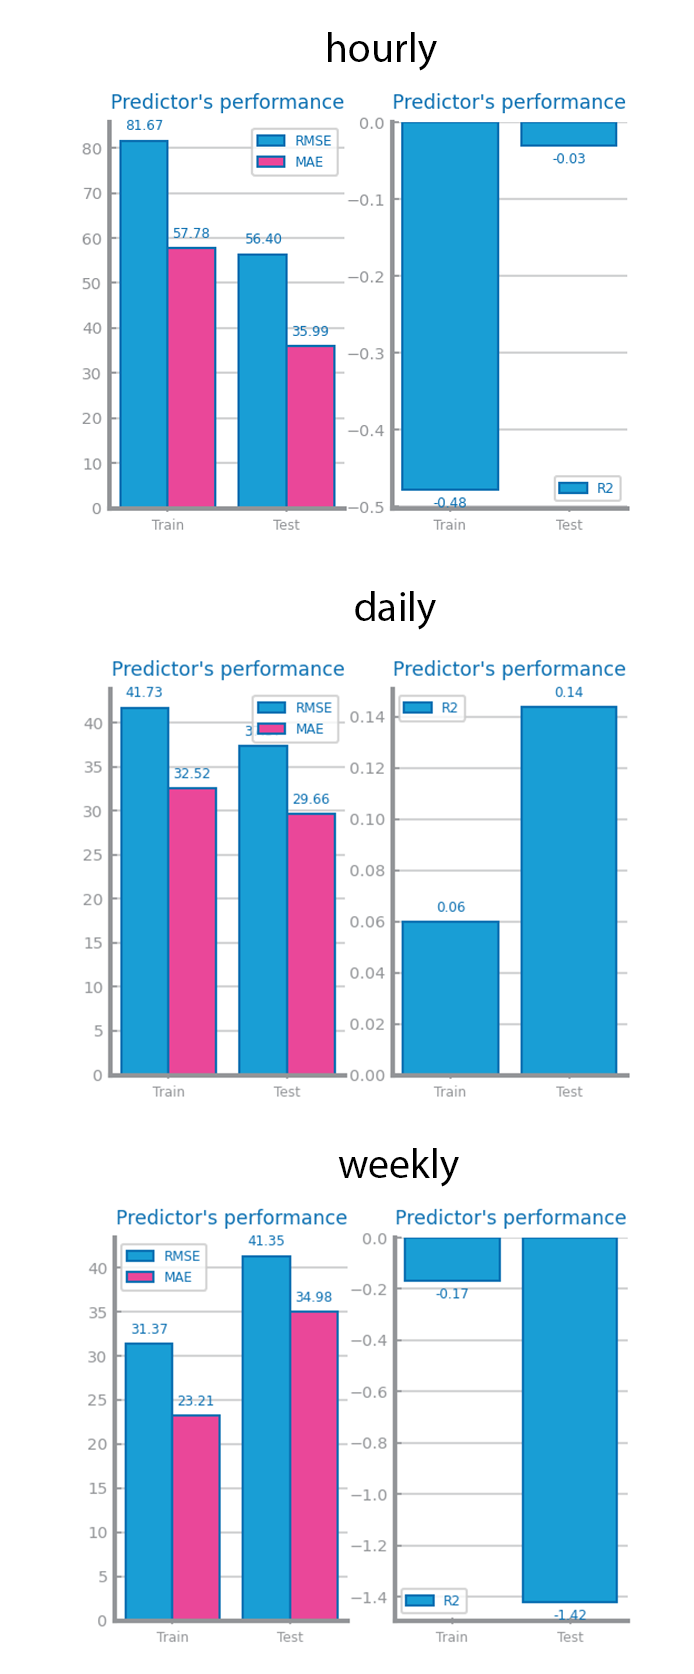 hourly
Predictor's performance
81.67
57.78
56.40
35.99
RMSE
MAE
80
70
60
50
40
30
20
10
0
Train
Test
Predictor's performance
0.0
−0.1
−0.2
−0.3
−0.4
−0.5
-0.48
-0.03
R2
Train
Test
daily
Predictor's performance
41.73
32.52
29.66
RMSE
MAE
40
35
30
25
20
15
10
5
0
Train
Test
Predictor's performance
R2
0.14
0.06
0.14
0.12
0.10
0.08
0.06
0.04
0.02
0.00
Train
Test
weekly
Predictor's performance
RMSE
MAE
31.37
23.21
41.35
34.98
40
35
30
25
20
15
10
5
0
Train
Test
Predictor's performance
0.0
−0.2
−0.4
−0.6
−0.8
−1.0
−1.2
−1.4
-0.17
-1.42
R2
Train
Test